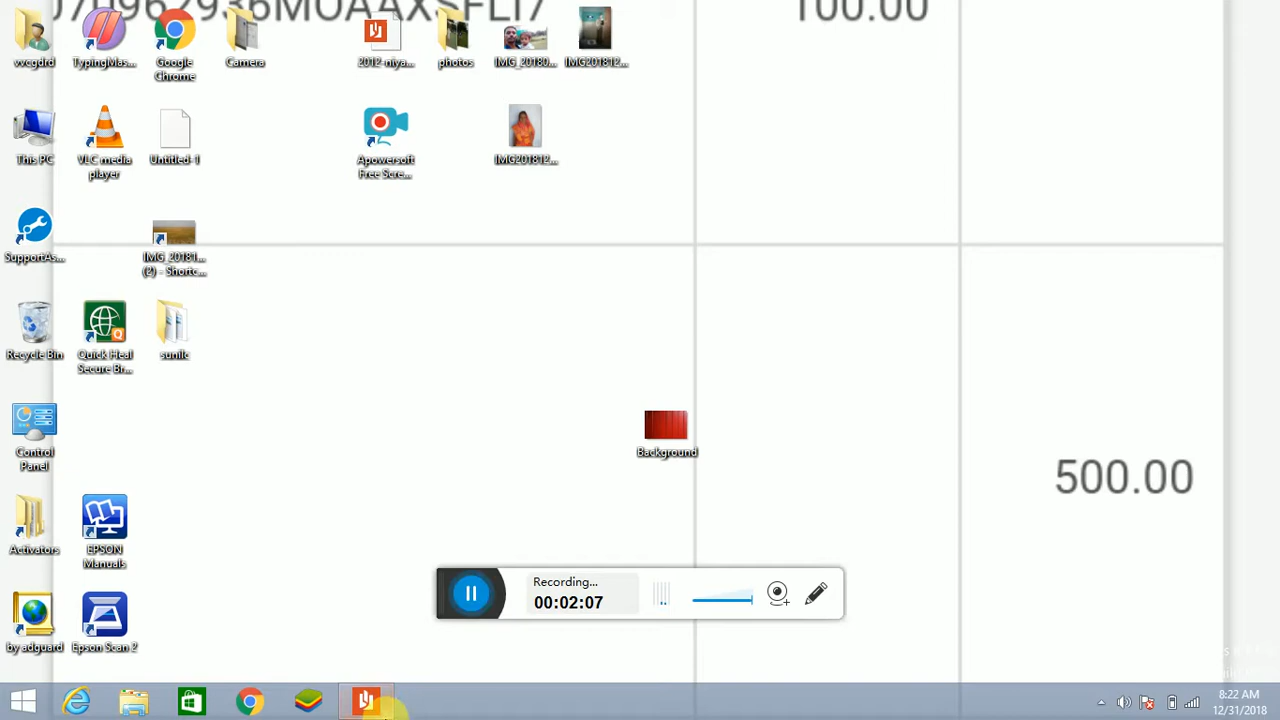 100.00
vvcgdrd
TypingMas...
Google
Chrome
Camera
2012-niya...
photos
IMG_20180...
IMG201812...
This PC
VLC media
player
Untitled-1
Apowersoft
Free Scre...
IMG201812...
SupportAs...
IMG_20181...
(2) - Shortc...
Recycle Bin
Quick Heal
Secure Br...
sunilc
Control
Panel
Background
500.00
Activators
EPSON
Manuals
Recording...
00:02:07
by adguard
Epson Scan 2
8:22 AM
12/31/2018